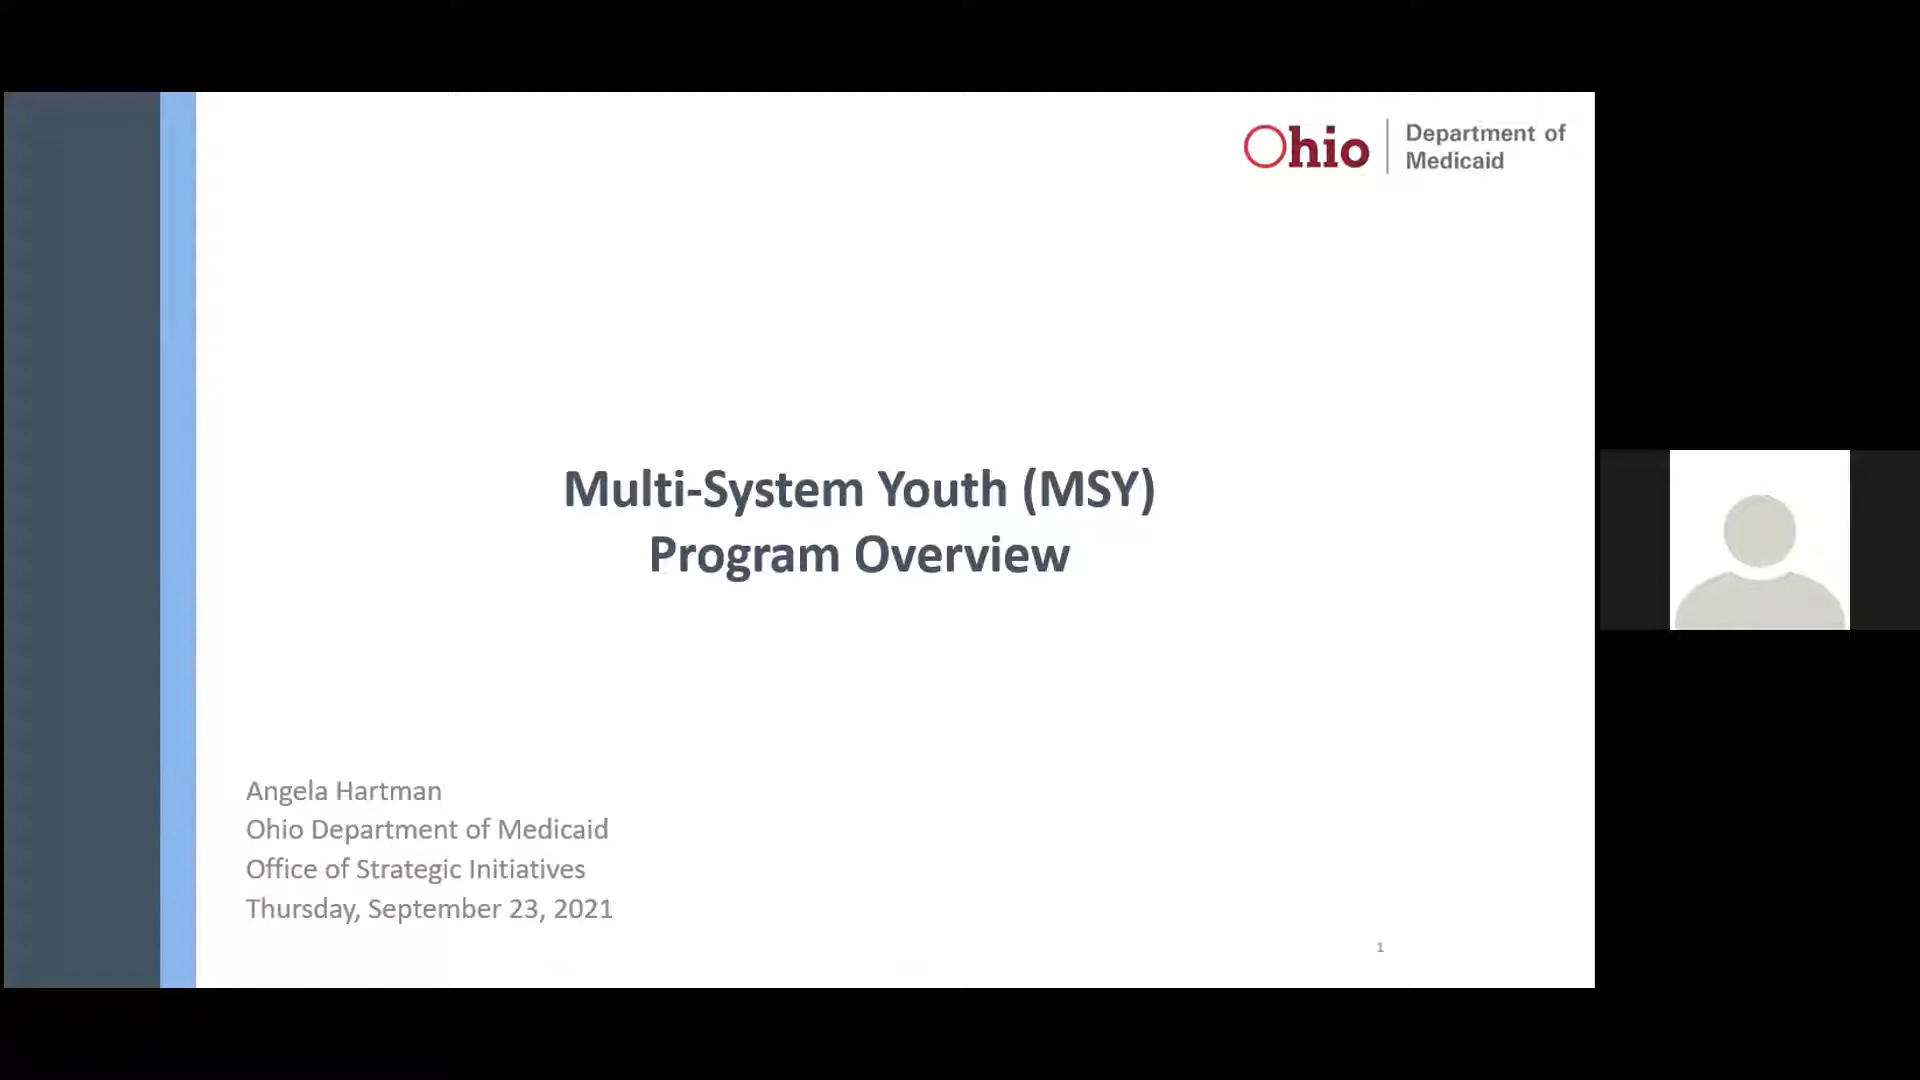 Ohio
Department of
Medicaid
Multi-System Youth (MSY)
Program Overview
Angela Hartman
Ohio Department of Medicaid
Office of Strategic Initiatives
Thursday, September 23, 2021
1